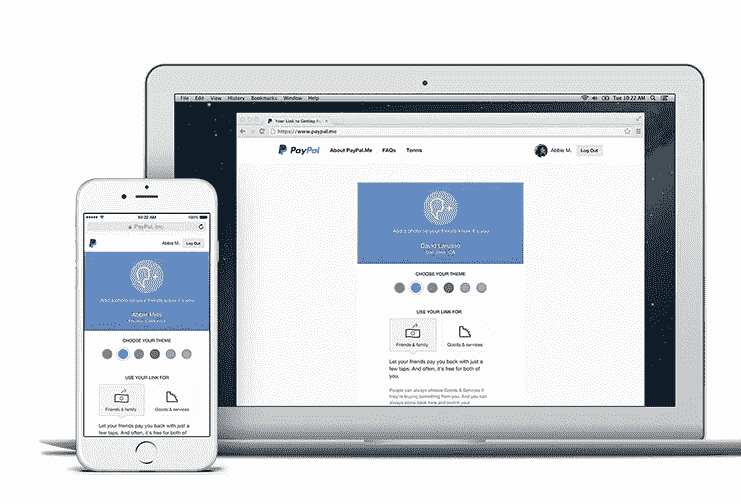 File Edit View History Bookmarks Window Help
Tue 10:22 AM
Your Link to Getting
https://www.paypal.me
PayPal About PayPal.Me FAQs Terms Abbie M. Log Out
Add a photo so your friends know it's you
David Larusso
San Jose, CA
CHOOSE YOUR THEME
USE YOUR LINK FOR
Friends & family Goods & services
Let your friends pay you back with just a
few taps. And often, it's free for both of
you.
People can always choose Goods & Services if
they're buying something from you. And you can
always come back here and switch your
10:22 AM 100%
PayPal, Inc.
Abbie M. Log Out
Add a photo so your friends know it's you
Abbie Mills
CHOOSE YOUR THEME
USE YOUR LINK FOR
Friends & family Goods & services
Let your friends pay you back with just a
few taps. And often, it's free for both of